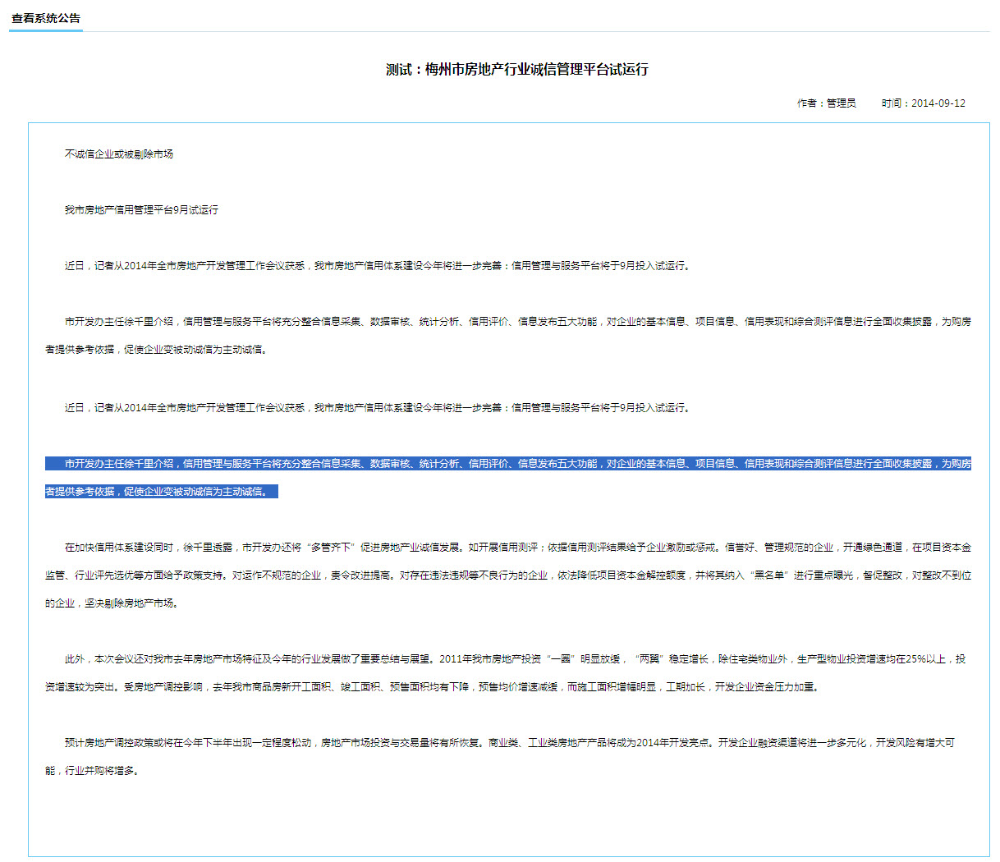 查看系统公告
测试：梅州市房地产行业诚信管理平台试运行
作者：管理员 时间：2014-09-12
不诚信企业或被剔除市场
我市房地产信用管理平台9月试运行
近日，记者从2014年全市房地产开发管理工作会议获悉，我市房地产信用体系建设今年将进一步完善：信用管理与服务平台将于9月投入试运行。
市开发办主任徐千里介绍，信用管理与服务平台将充分整合信息采集、数据审核、统计分析、信用评价、信息发布五大功能，对企业的基本信息、项目信息、信用表现和综合测评信息进行全面收集披露，为购房
者提供参考依据，促使企业变被动诚信为主动诚信。
近日，记者从2014年全市房地产开发管理工作会议获悉，我市房地产信用体系建设今年将进一步完善：信用管理与服务平台将于9月投入试运行。
市开发办主任徐千里介绍，信用管理与服务平台将充分整合信息采集、数据审核、统计分析、信用评价、信息发布五大功能，对企业的基本信息、项目信息、信用表现和综合测评信息进行全面收集披露，为购房
者提供参考依据，促使企业变被动诚信为主动诚信。
在加快信用体系建设同时，徐千里透露，市开发办还将“多管齐下”促进房地产业诚信发展。如开展信用测评；依据信用测评结果给予企业激励或惩戒。信誉好、管理规范的企业，开通绿色通道，在项目资本金
监管、行业评先选优等方面给予政策支持。对运作不规范的企业，责令改进提高。对存在违法违规等不良行为的企业，依法降低项目资本金解控额度，并将其纳入“黑名单”进行重点曝光，督促整改，对整改不到位
的企业，坚决剔除房地产市场。
此外，本次会议还对我市去年房地产市场特征及今年的行业发展做了重要总结与展望。2011年我市房地产投资“一圈”明显放缓，“两翼”稳定增长，除住宅类物业外，生产型物业投资增速均在25%以上，投
资增速较为突出。受房地产调控影响，去年我市商品房新开工面积、竣工面积、预售面积均有下降，预售均价增速减缓，而施工面积增幅明显，工期加长，开发企业资金压力加重。
预计房地产调控政策或将在今年下半年出现一定程度松动，房地产市场投资与交易量将有所恢复。商业类、工业类房地产产品将成为2014年开发亮点。开发企业融资渠道将进一步多元化，开发风险有增大可
能，行业并购将增多。